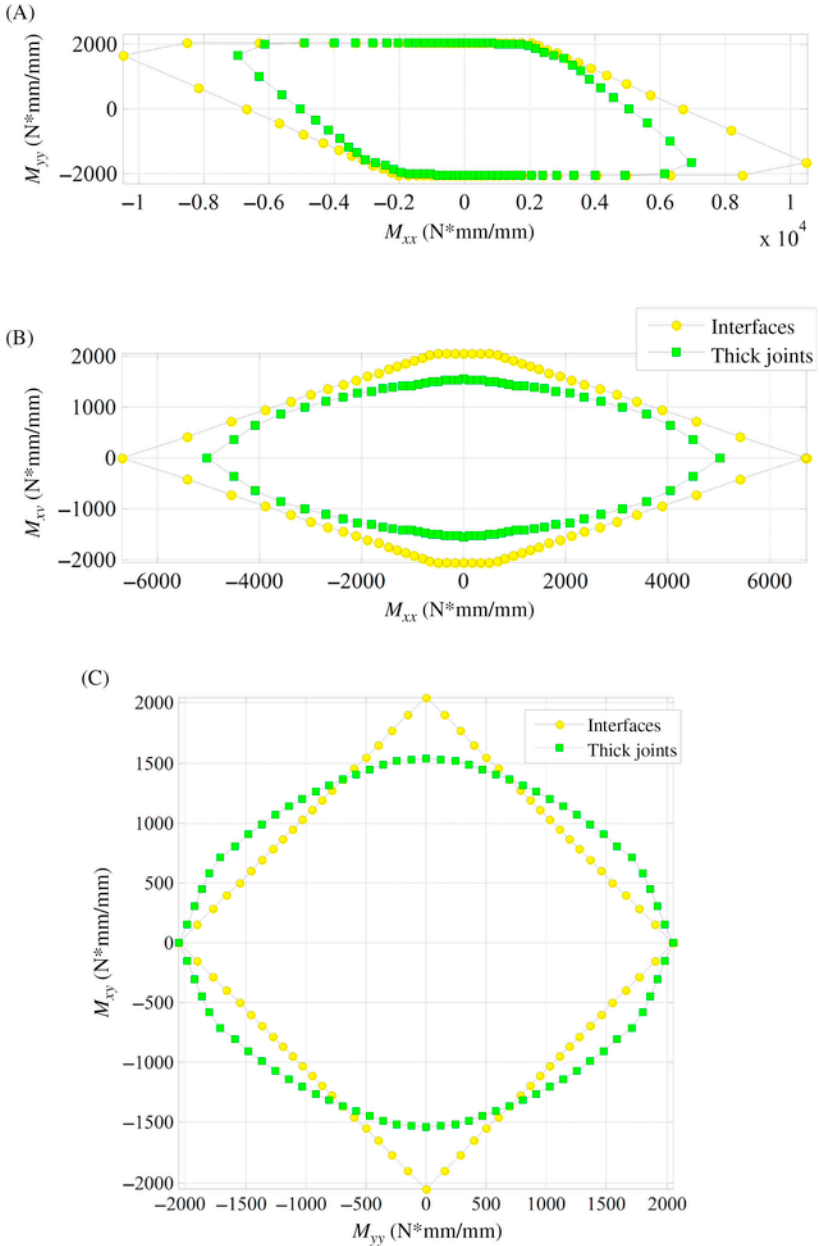 (A)
2000
0
−2000
M_yy (N*mm/mm)
−1 −0.8 −0.6 −0.4 −0.2 0 0.2 0.4 0.6 0.8 1
M_xx (N*mm/mm)
x 10^4
(B)
Interfaces
Thick joints
2000
1000
0
−1000
−2000
M_xv (N*mm/mm)
−6000 −4000 −2000 0 2000 4000 6000
M_xx (N*mm/mm)
(C)
Interfaces
Thick joints
2000
1500
1000
500
0
−500
−1000
−1500
−2000
M_xy (N*mm/mm)
−2000 −1500 −1000 −500 0 500 1000 1500 2000
M_yy (N*mm/mm)